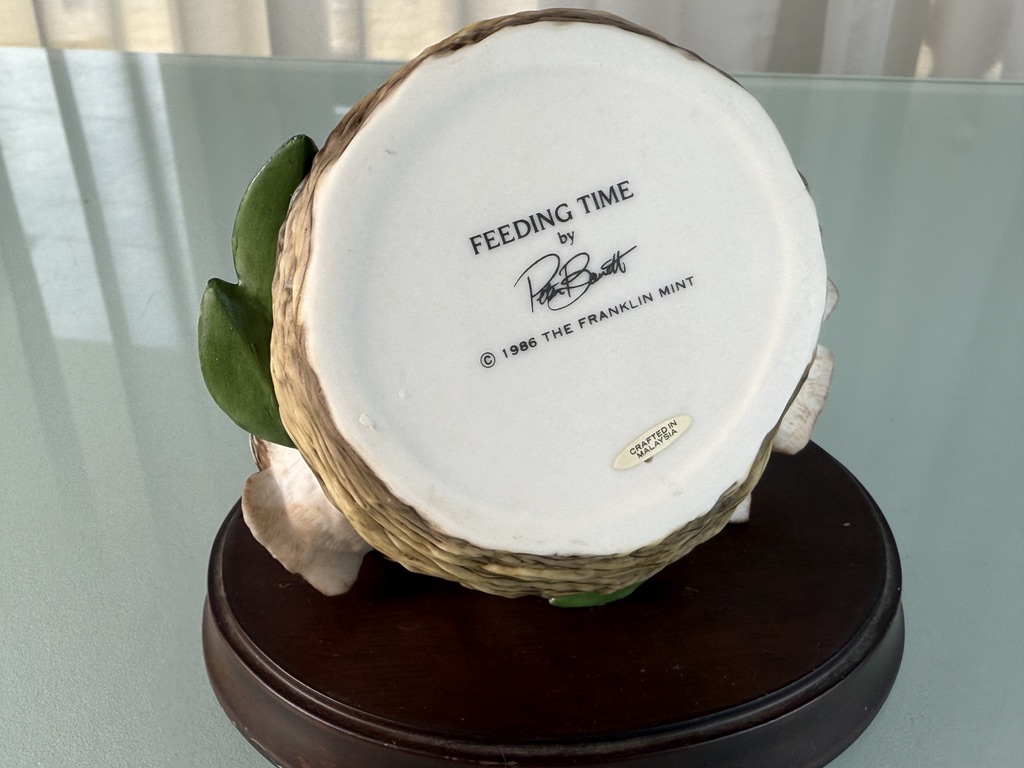 FEEDING TIME
by
Peter Barrett
© 1986 THE FRANKLIN MINT
CRAFTED IN
MALAYSIA